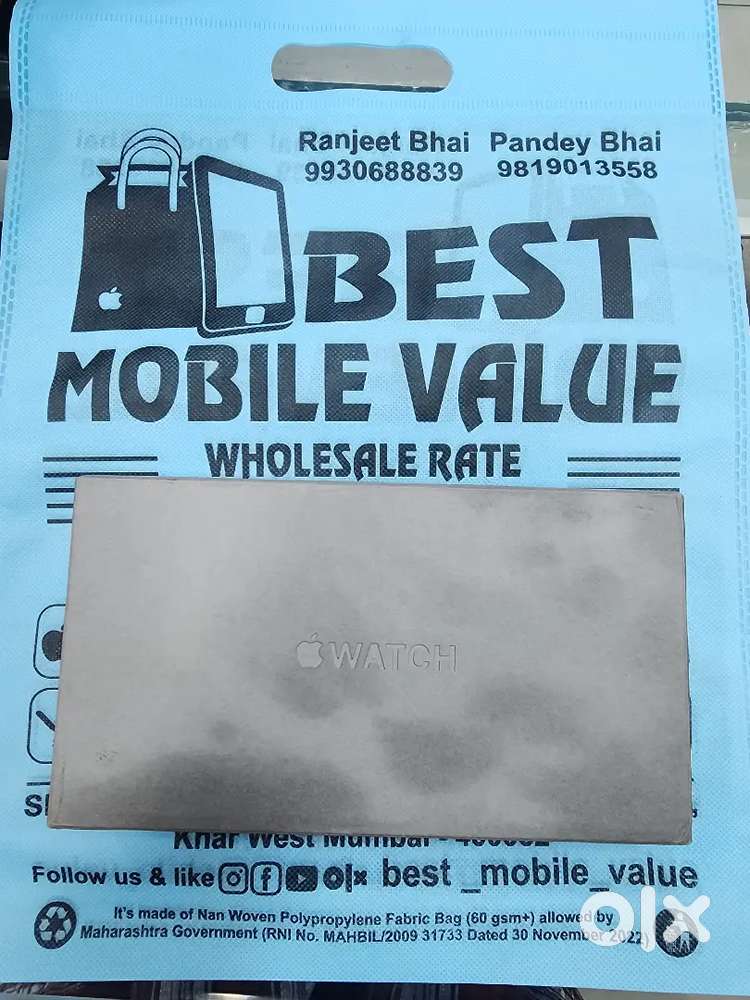 Ranjeet Bhai Pandey Bhai
9930688839 9819013558
BEST
MOBILE VALUE
WHOLESALE RATE
WATCH
Khar West Mumbai -
Follow us & like olx best_mobile_value
It's made of Nan Woven Polypropylene Fabric Bag (60 gsm+) allowed by
Maharashtra Government (RNI No. MAHBIL/2009 31733 Dated 30 November 2022)
olx